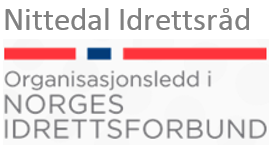 Nittedal Idrettsråd
Organisasjonsledd i
NORGES
IDRETTSFORBUND